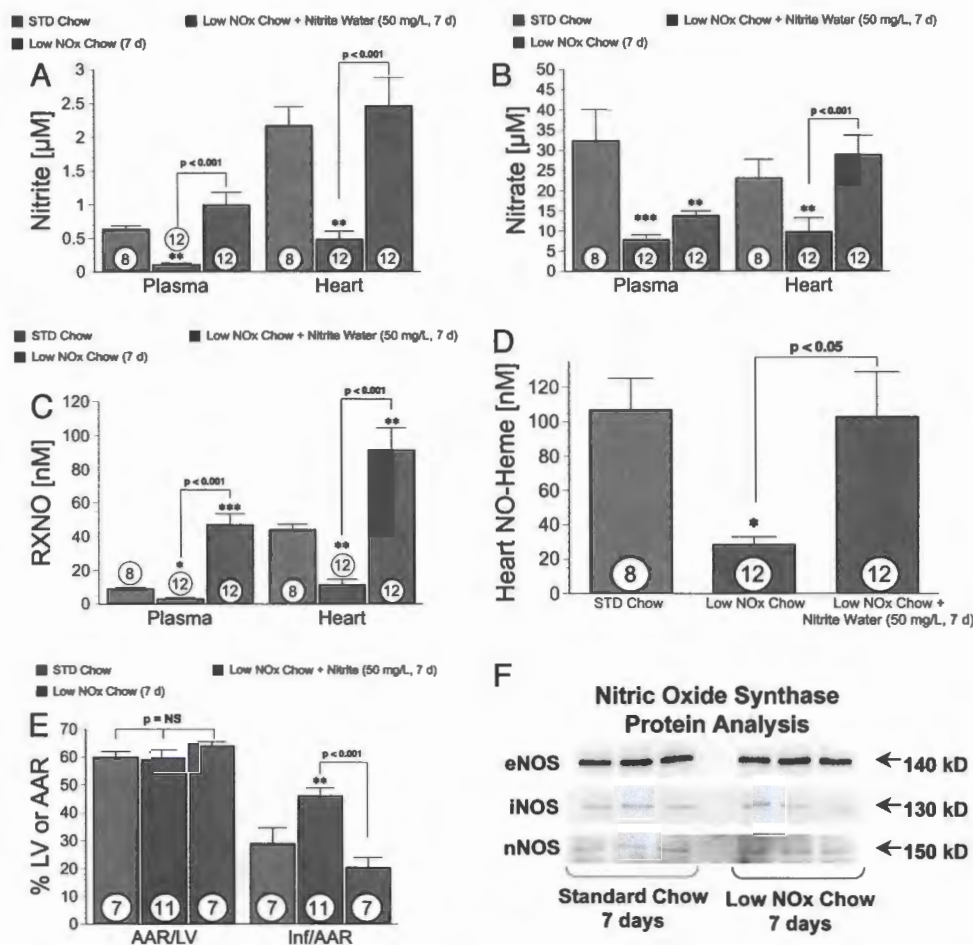 STD Chow
Low NOx Chow + Nitrite Water (50 mg/L, 7 d)
Low NOx Chow (7 d)
A
Nitrite [µM]
3
2.5
2
1.5
1
0.5
0
p < 0.001
p < 0.001
**
**
8
12
12
8
12
12
Plasma
Heart
STD Chow
Low NOx Chow + Nitrite Water (50 mg/L, 7 d)
Low NOx Chow (7 d)
B
Nitrate [µM]
50
45
40
35
30
25
20
15
10
5
0
p < 0.001
***
**
**
8
12
12
8
12
12
Plasma
Heart
STD Chow
Low NOx Chow + Nitrite Water (50 mg/L, 7 d)
Low NOx Chow (7 d)
C
RXNO [nM]
120
100
80
60
40
20
0
p < 0.001
p < 0.001
*
***
**
**
8
12
12
8
12
12
Plasma
Heart
D
Heart NO-Heme [nM]
120
100
80
60
40
20
0
p < 0.05
*
8
12
12
STD Chow
Low NOx Chow
Low NOx Chow +
Nitrite Water (50 mg/L, 7 d)
STD Chow
Low NOx Chow + Nitrite (50 mg/L, 7 d)
Low NOx Chow (7 d)
E
% LV or AAR
70
60
50
40
30
20
10
0
p = NS
p < 0.001
**
7
11
7
7
11
7
AAR/LV
Inf/AAR
F
Nitric Oxide Synthase
Protein Analysis
eNOS
140 kD
iNOS
130 kD
nNOS
150 kD
Standard Chow
7 days
Low NOx Chow
7 days